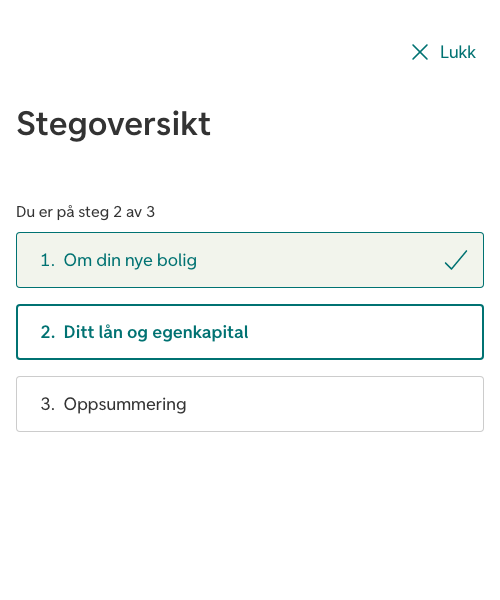 Lukk
Stegoversikt
Du er på steg 2 av 3
1. Om din nye bolig
2. Ditt lån og egenkapital
3. Oppsummering